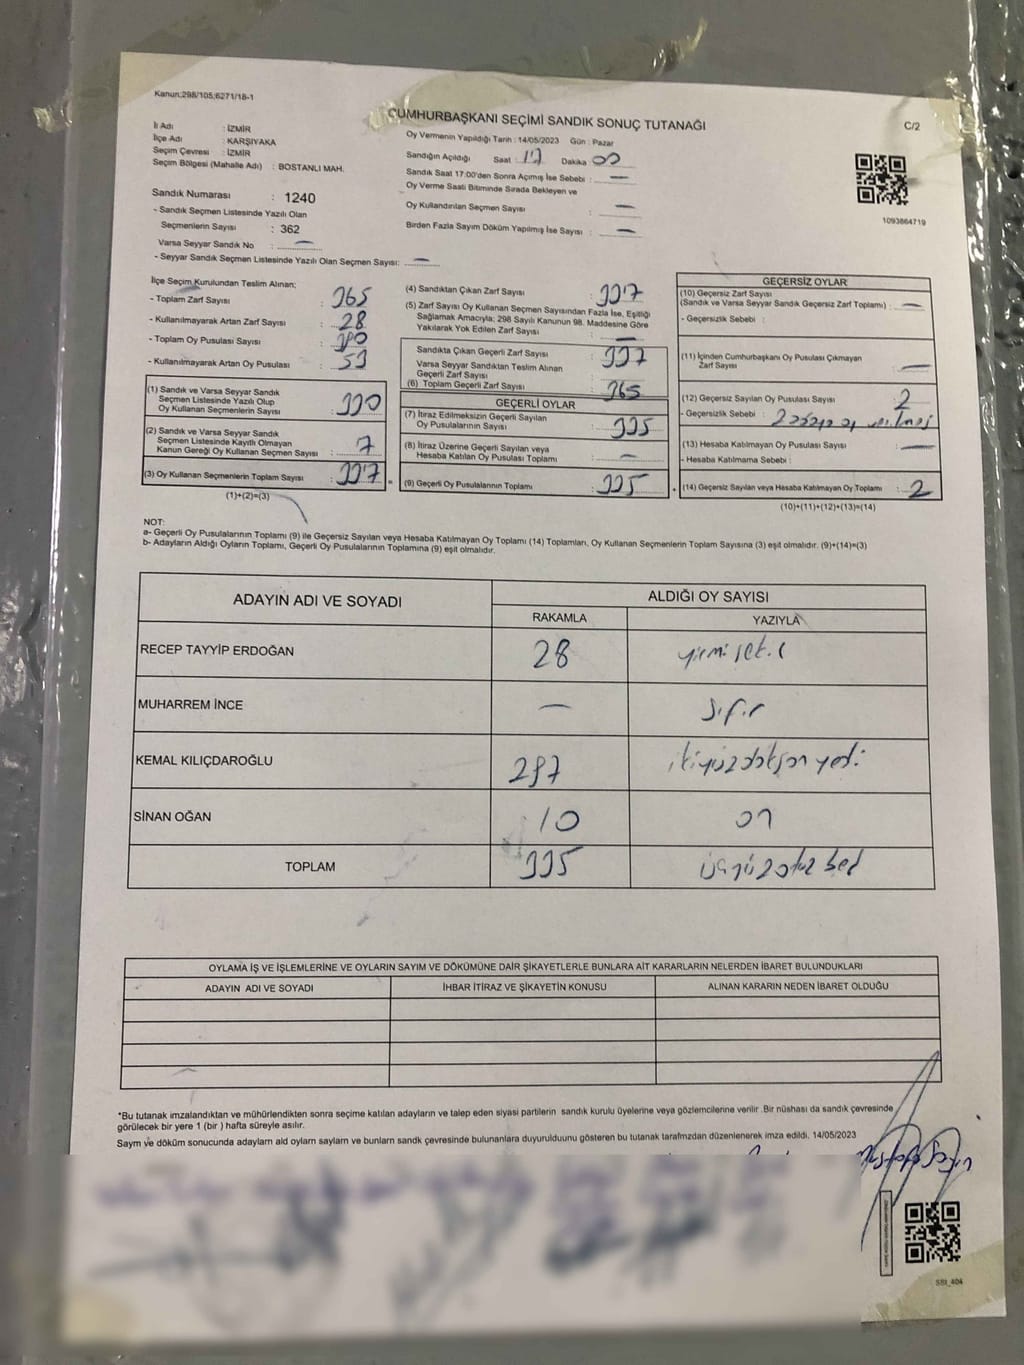 Kanun:298/105;6271/18-1
CUMHURBAŞKANI SEÇİMİ SANDIK SONUÇ TUTANAĞI
C/2
İl Adı : İZMİR
İlçe Adı : KARŞIYAKA
Seçim Çevresi : İZMİR
Seçim Bölgesi (Mahalle Adı) : BOSTANLI MAH.
Sandık Numarası : 1240
- Sandık Seçmen Listesinde Yazılı Olan
Seçmenlerin Sayısı : 362
Varsa Seyyar Sandık No : —
- Seyyar Sandık Seçmen Listesinde Yazılı Olan Seçmen Sayısı: —
Oy Vermenin Yapıldığı Tarih : 14/05/2023 Gün : Pazar
Sandığın Açıldığı Saat : 17 Dakika 00
Sandık Saat 17:00'den Sonra Açımış İse Sebebi : —
Oy Verme Saati Bitiminde Sırada Bekleyen ve
Oy Kullandırılan Seçmen Sayısı : —
Birden Fazla Sayım Döküm Yapılmış İse Sayısı : —
1093864719
İlçe Seçim Kurulundan Teslim Alınan;
- Toplam Zarf Sayısı : 365
- Kullanılmayarak Artan Zarf Sayısı : 28
- Toplam Oy Pusulası Sayısı :
- Kullanılmayarak Artan Oy Pusulası : 53
(1) Sandık ve Varsa Seyyar Sandık
Seçmen Listesinde Yazılı Olup
Oy Kullanan Seçmenlerin Sayısı : 330
(2) Sandık ve Varsa Seyyar Sandık
Seçmen Listesinde Kayıtlı Olmayan
Kanun Gereği Oy Kullanan Seçmen Sayısı : 7
(3) Oy Kullanan Seçmenlerin Toplam Sayısı : 337
(1)+(2)=(3)
(4) Sandıktan Çıkan Zarf Sayısı : 337
(5) Zarf Sayısı Oy Kullanan Seçmen Sayısından Fazla İse, Eşitliği
Sağlamak Amacıyla; 298 Sayılı Kanunun 98. Maddesine Göre
Yakılarak Yok Edilen Zarf Sayısı : —
Sandıkta Çıkan Geçerli Zarf Sayısı : 337
Varsa Seyyar Sandıktan Teslim Alınan
Geçerli Zarf Sayısı :
(6) Toplam Geçerli Zarf Sayısı : 365
GEÇERLİ OYLAR
(7) İtiraz Edilmeksizin Geçerli Sayılan
Oy Pusulalarının Sayısı : 335
(8) İtiraz Üzerine Geçerli Sayılan veya
Hesaba Katılan Oy Pusulası Toplamı : —
(9) Geçerli Oy Pusulalarının Toplamı : 335
GEÇERSİZ OYLAR
(10) Geçersiz Zarf Sayısı
(Sandık ve Varsa Seyyar Sandık Geçersiz Zarf Toplamı) : —
- Geçersizlik Sebebi :
(11) İçinden Cumhurbaşkanı Oy Pusulası Çıkmayan
Zarf Sayısı : —
(12) Geçersiz Sayılan Oy Pusulası Sayısı : 2
- Geçersizlik Sebebi :
(13) Hesaba Katılmayan Oy Pusulası Sayısı : —
- Hesaba Katılmama Sebebi :
(14) Geçersiz Sayılan veya Hesaba Katılmayan Oy Toplamı : 2
(10)+(11)+(12)+(13)=(14)
NOT:
a- Geçerli Oy Pusulalarının Toplamı (9) ile Geçersiz Sayılan veya Hesaba Katılmayan Oy Toplamı (14) Toplamları, Oy Kullanan Seçmenlerin Toplam Sayısına (3) eşit olmalıdır. (9)+(14)=(3)
b- Adayların Aldığı Oyların Toplamı, Geçerli Oy Pusulalarının Toplamına (9) eşit olmalıdır.
ADAYIN ADI VE SOYADI ALDIĞI OY SAYISI
RAKAMLA YAZIYLA
RECEP TAYYİP ERDOĞAN 28 yirmi sekiz
MUHARREM İNCE — sıfır
KEMAL KILIÇDAROĞLU 297 ikiyüzdoksan yedi
SİNAN OĞAN 10 on
TOPLAM 335 üçyüzotuz beş
OYLAMA İŞ VE İŞLEMLERİNE VE OYLARIN SAYIM VE DÖKÜMÜNE DAİR ŞİKAYETLERLE BUNLARA AİT KARARLARIN NELERDEN İBARET BULUNDUKLARI
ADAYIN ADI VE SOYADI İHBAR İTİRAZ VE ŞİKAYETİN KONUSU ALINAN KARARIN NEDEN İBARET OLDUĞU
*Bu tutanak imzalandıktan ve mühürlendikten sonra seçime katılan adayların ve talep eden siyasi partilerin sandık kurulu üyelerine veya gözlemcilerine verilir .Bir nüshası da sandık çevresinde
görülecek bir yere 1 (bir ) hafta süreyle asılır.
Sayım ve döküm sonucunda adayların ald oyların sayların ve bunların sandk çevresinde bulunanlara duyurulduunu gösteren bu tutanak tarafmzdan düzenlenerek imza edildi. 14/05/2023
SBI_404